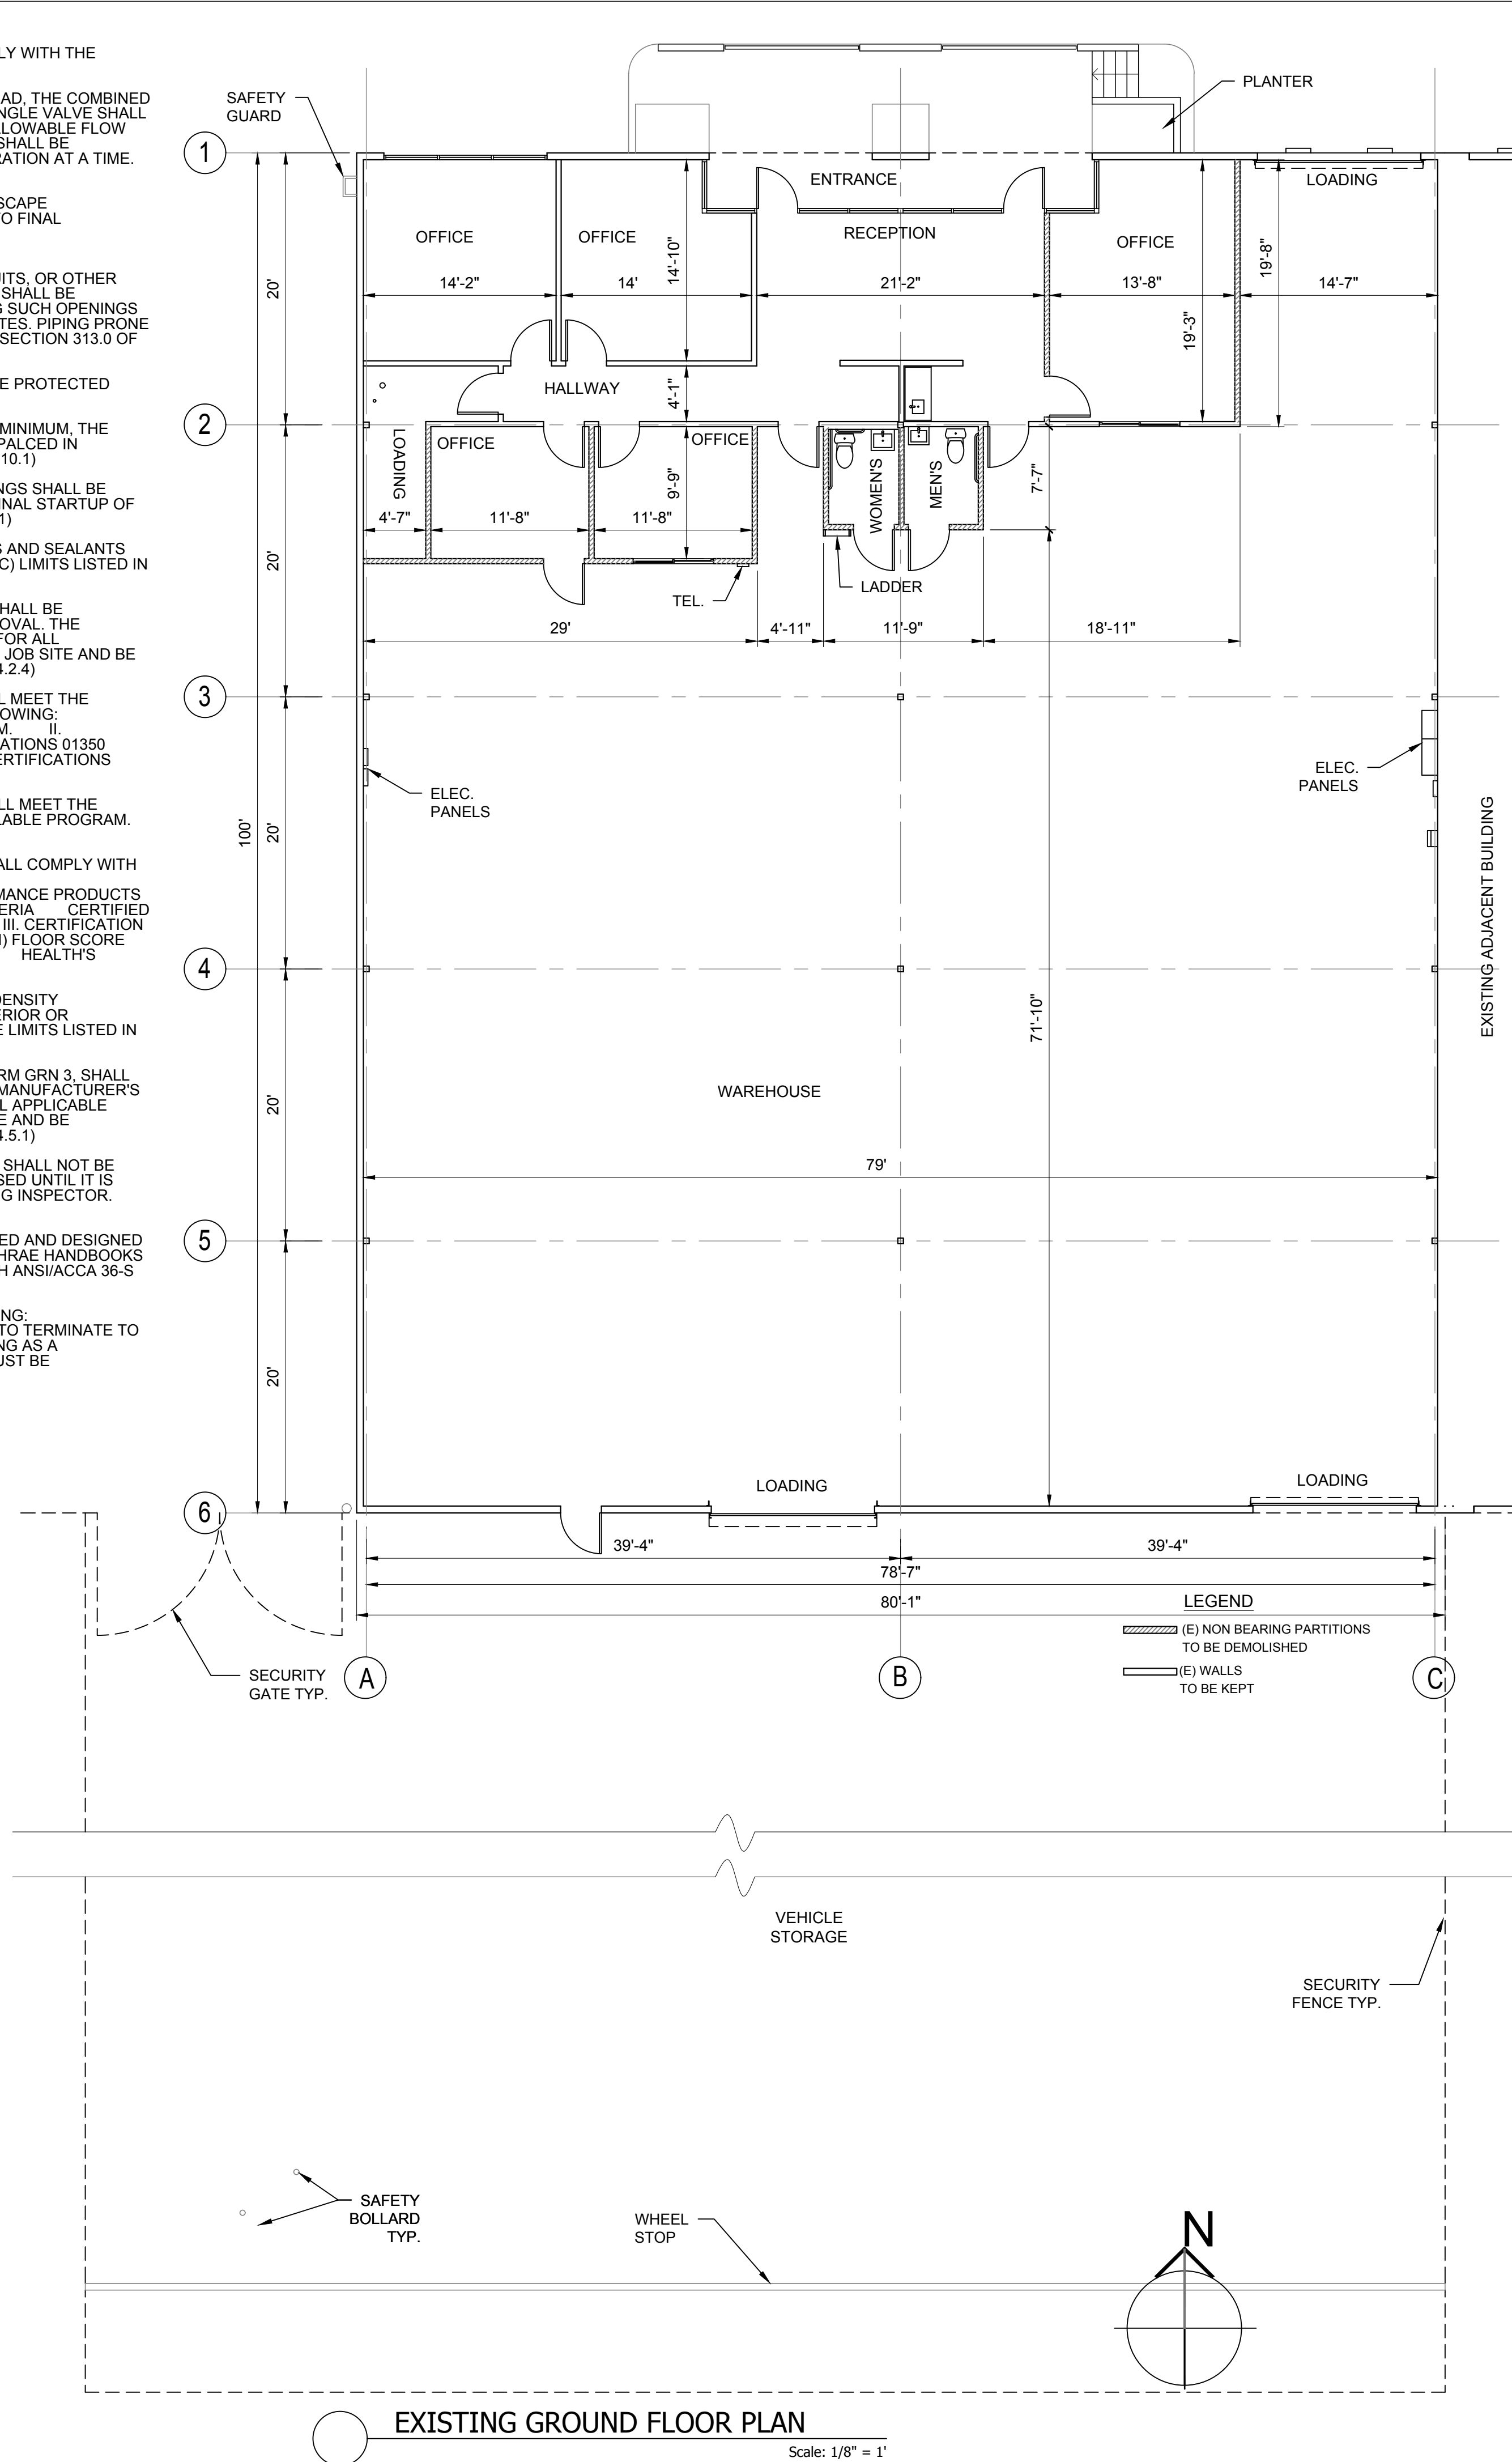 LY WITH THE
AD, THE COMBINED
NGLE VALVE SHALL
LLOWABLE FLOW
SHALL BE
RATION AT A TIME.
SCAPE
TO FINAL
UITS, OR OTHER
SHALL BE
G SUCH OPENINGS
TES. PIPING PRONE
SECTION 313.0 OF
E PROTECTED
MINIMUM, THE
PALCED IN
10.1)
NGS SHALL BE
INAL STARTUP OF
1)
S AND SEALANTS
C) LIMITS LISTED IN
SHALL BE
OVAL. THE
FOR ALL
JOB SITE AND BE
4.2.4)
L MEET THE
OWING:
M. II.
ATIONS 01350
ERTIFICATIONS
LL MEET THE
LABLE PROGRAM.
ALL COMPLY WITH
MANCE PRODUCTS
ERIA CERTIFIED
III. CERTIFICATION
I) FLOOR SCORE
HEALTH'S
DENSITY
ERIOR OR
E LIMITS LISTED IN
RM GRN 3, SHALL
MANUFACTURER'S
L APPLICABLE
E AND BE
4.5.1)
SHALL NOT BE
SED UNTIL IT IS
G INSPECTOR.
ED AND DESIGNED
HRAE HANDBOOKS
H ANSI/ACCA 36-S
NG:
TO TERMINATE TO
NG AS A
UST BE
SAFETY
GUARD
PLANTER
1
ENTRANCE
LOADING
OFFICE
OFFICE
RECEPTION
OFFICE
14'-10"
19'-8"
20'
14'-2"
14'
21'-2"
13'-8"
14'-7"
19'-3"
HALLWAY
4'-1"
2
LOADING
OFFICE
OFFICE
WOMEN'S
MEN'S
9'-9"
7'-7"
4'-7"
11'-8"
11'-8"
20'
LADDER
TEL.
29'
4'-11"
11'-9"
18'-11"
3
ELEC.
PANELS
ELEC.
PANELS
100'
20'
EXISTING ADJACENT BUILDING
4
71'-10"
WAREHOUSE
20'
79'
5
20'
LOADING
LOADING
6
39'-4"
39'-4"
78'-7"
80'-1"
LEGEND
(E) NON BEARING PARTITIONS
TO BE DEMOLISHED
(E) WALLS
TO BE KEPT
SECURITY
GATE TYP.
A
B
C
VEHICLE
STORAGE
SECURITY
FENCE TYP.
SAFETY
BOLLARD
TYP.
WHEEL
STOP
N
EXISTING GROUND FLOOR PLAN
Scale: 1/8" = 1'